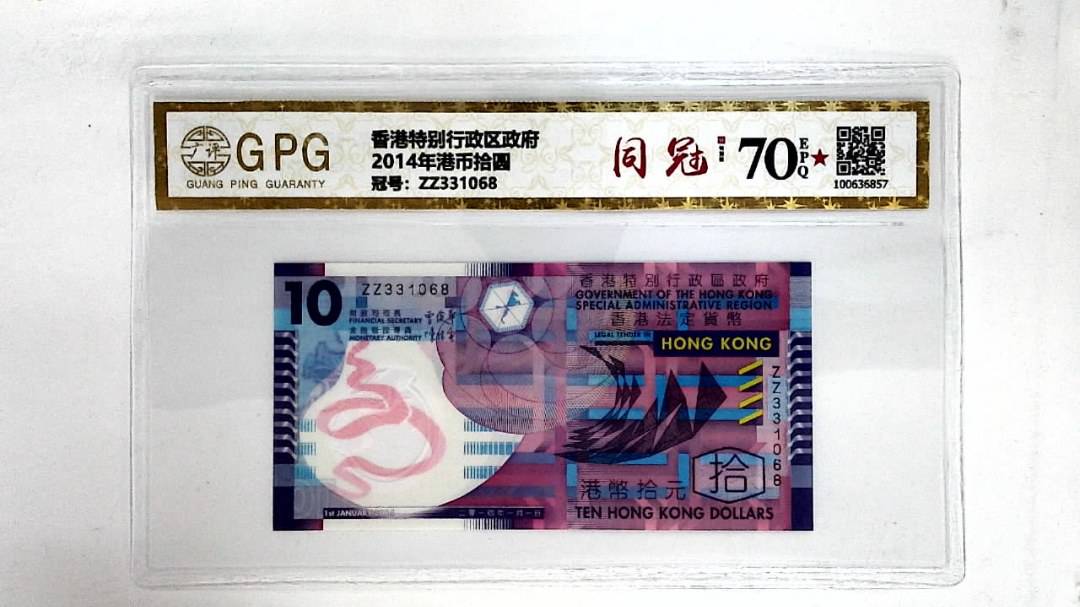 GPG
GUANG PING GUARANTY
香港特别行政区政府
2014年港币拾圆
冠号：ZZ331068
同冠
70 EPQ★
100636857
10
ZZ331068
財政司司長
FINANCIAL SECRETARY
金融管理專員
MONETARY AUTHORITY
香港特別行政區政府
GOVERNMENT OF THE HONG KONG
SPECIAL ADMINISTRATIVE REGION
香港法定貨幣
LEGAL TENDER IN
HONG KONG
ZZ331068
港幣拾元
拾
TEN HONG KONG DOLLARS
1st JANUARY
二零一四年一月一日